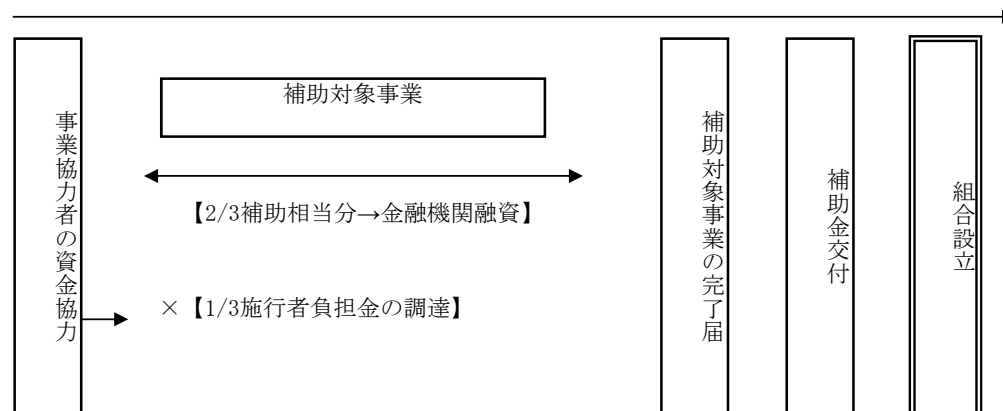 事業協力者の資金協力
補助対象事業
【2/3補助相当分→金融機関融資】
×【1/3施行者負担金の調達】
補助対象事業の完了届
補助金交付
組合設立